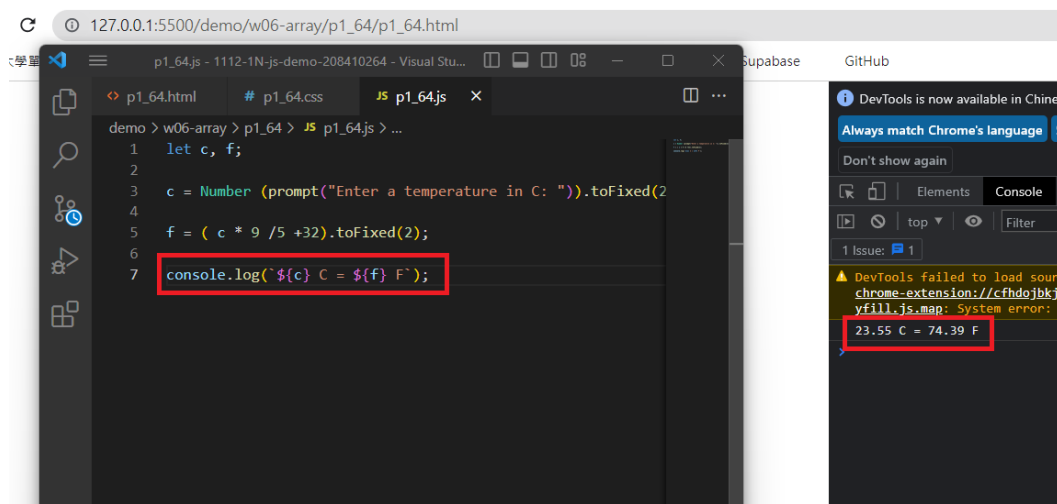 127.0.0.1:5500/demo/w06-array/p1_64/p1_64.html
大學單
Supabase
GitHub
p1_64.js - 1112-1N-js-demo-208410264 - Visual Stu...
<> p1_64.html
# p1_64.css
JS p1_64.js
demo > w06-array > p1_64 > JS p1_64.js > ...
1 let c, f;
2
3 c = Number (prompt("Enter a temperature in C: ")).toFixed(2
4
5 f = ( c * 9 /5 +32).toFixed(2);
6
7 console.log(`${c} C = ${f} F`);
DevTools is now available in Chine
Always match Chrome's language
Don't show again
Elements
Console
top
Filter
1 Issue: 1
DevTools failed to load sour
chrome-extension://cfhdojbkj
yfill.js.map: System error:
23.55 C = 74.39 F